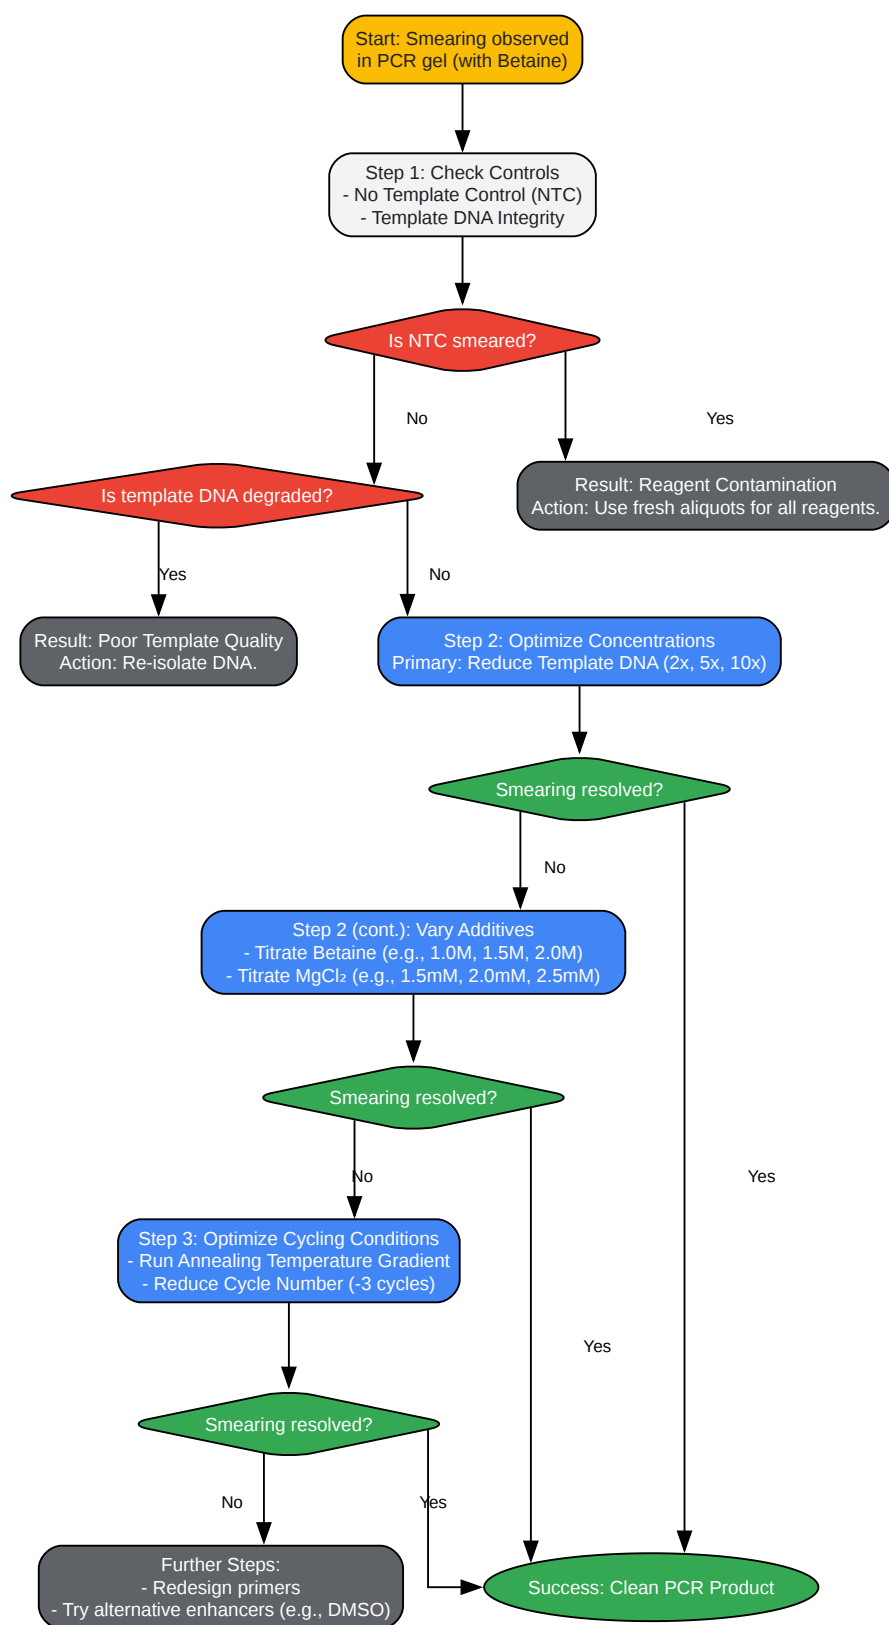 Start: Smearing observed
in PCR gel (with Betaine)
Step 1: Check Controls
- No Template Control (NTC)
- Template DNA Integrity
Is NTC smeared?
No
Yes
Is template DNA degraded?
Result: Reagent Contamination
Action: Use fresh aliquots for all reagents.
Yes
No
Result: Poor Template Quality
Action: Re-isolate DNA.
Step 2: Optimize Concentrations
Primary: Reduce Template DNA (2x, 5x, 10x)
Smearing resolved?
No
Step 2 (cont.): Vary Additives
- Titrate Betaine (e.g., 1.0M, 1.5M, 2.0M)
- Titrate MgCl₂ (e.g., 1.5mM, 2.0mM, 2.5mM)
Smearing resolved?
No
Yes
Step 3: Optimize Cycling Conditions
- Run Annealing Temperature Gradient
- Reduce Cycle Number (-3 cycles)
Yes
Smearing resolved?
No
Yes
Further Steps:
- Redesign primers
- Try alternative enhancers (e.g., DMSO)
Success: Clean PCR Product